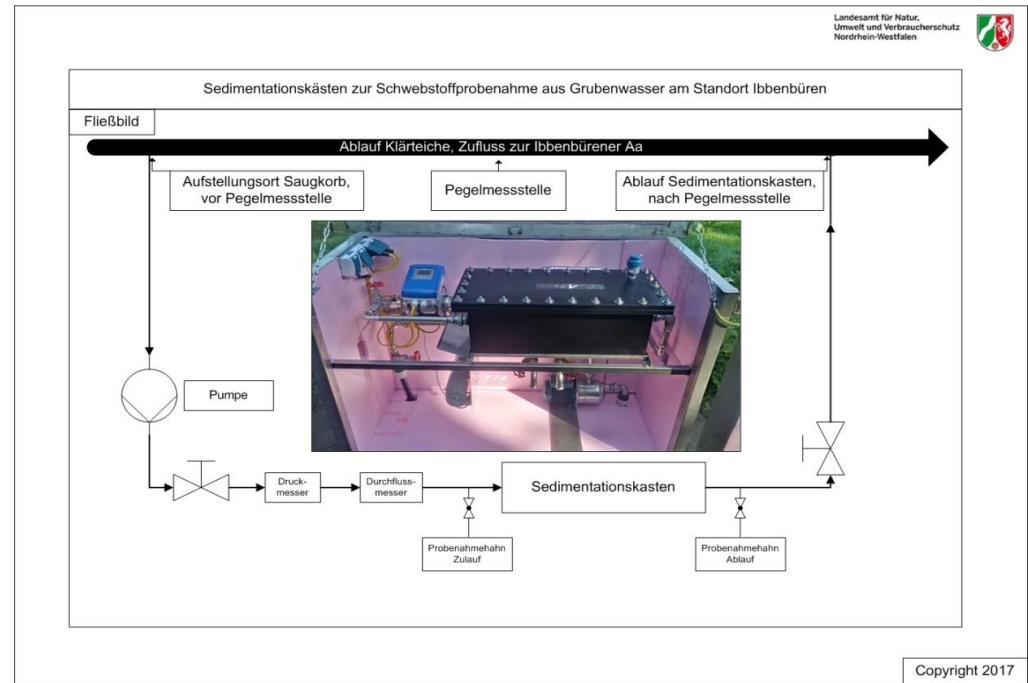 Landesamt für Natur,
Umwelt und Verbraucherschutz
Nordrhein-Westfalen
Sedimentationskästen zur Schwebstoffprobenahme aus Grubenwasser am Standort Ibbenbüren
Fließbild
Ablauf Klärteiche, Zufluss zur Ibbenbürener Aa
Aufstellungsort Saugkorb,
vor Pegelmessstelle
Pegelmessstelle
Ablauf Sedimentationskasten,
nach Pegelmessstelle
Pumpe
Druck-
messer
Durchfluss-
messer
Sedimentationskasten
Probenahmehahn
Zulauf
Probenahmehahn
Ablauf
Copyright 2017